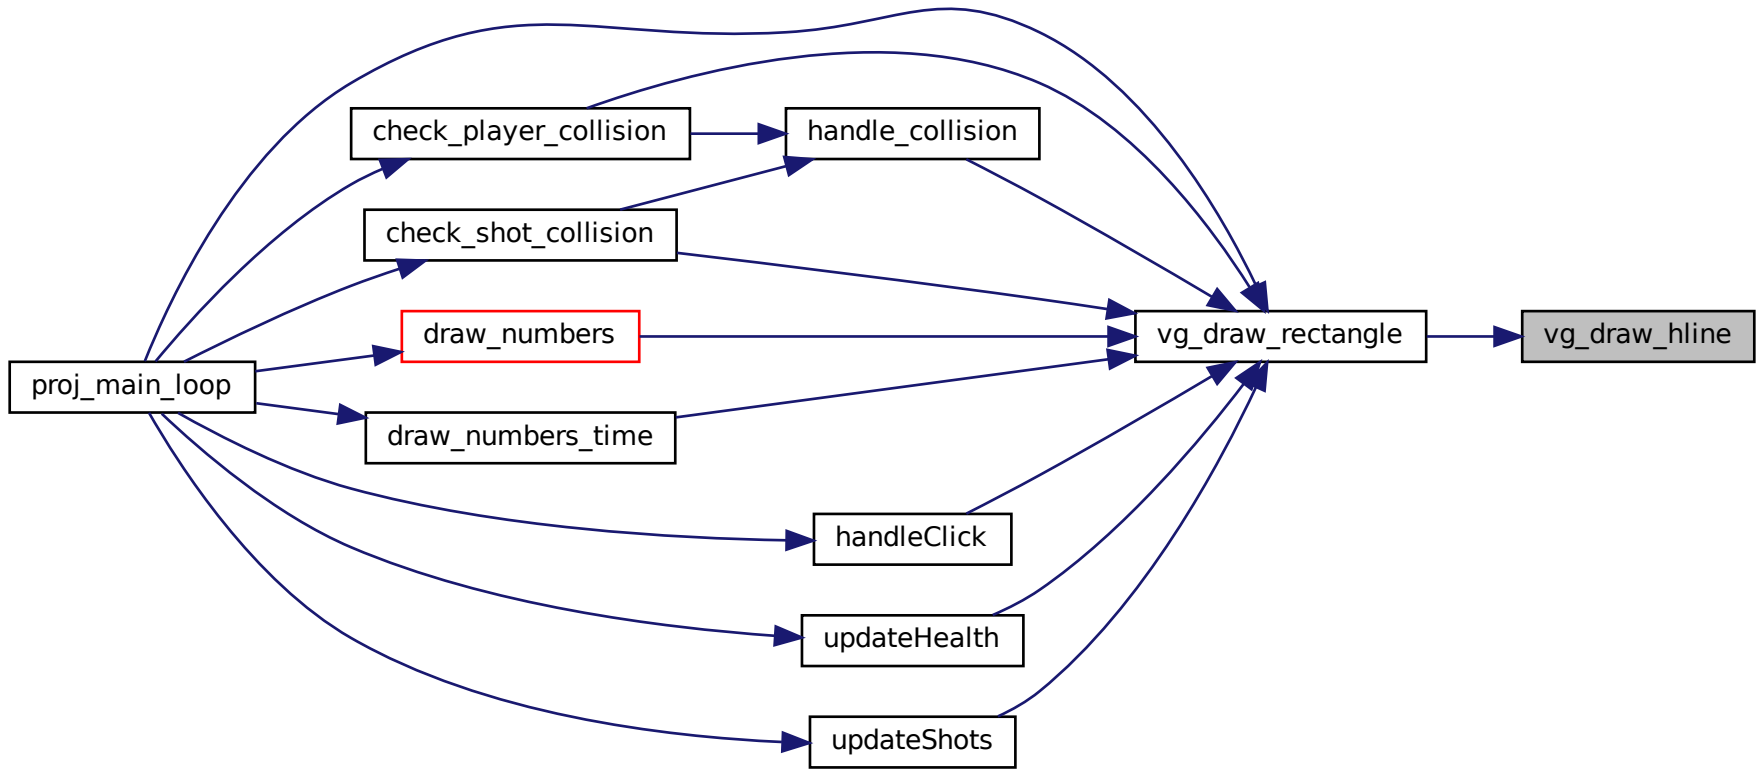 check_player_collision
handle_collision
check_shot_collision
draw_numbers
vg_draw_rectangle
vg_draw_hline
proj_main_loop
draw_numbers_time
handleClick
updateHealth
updateShots